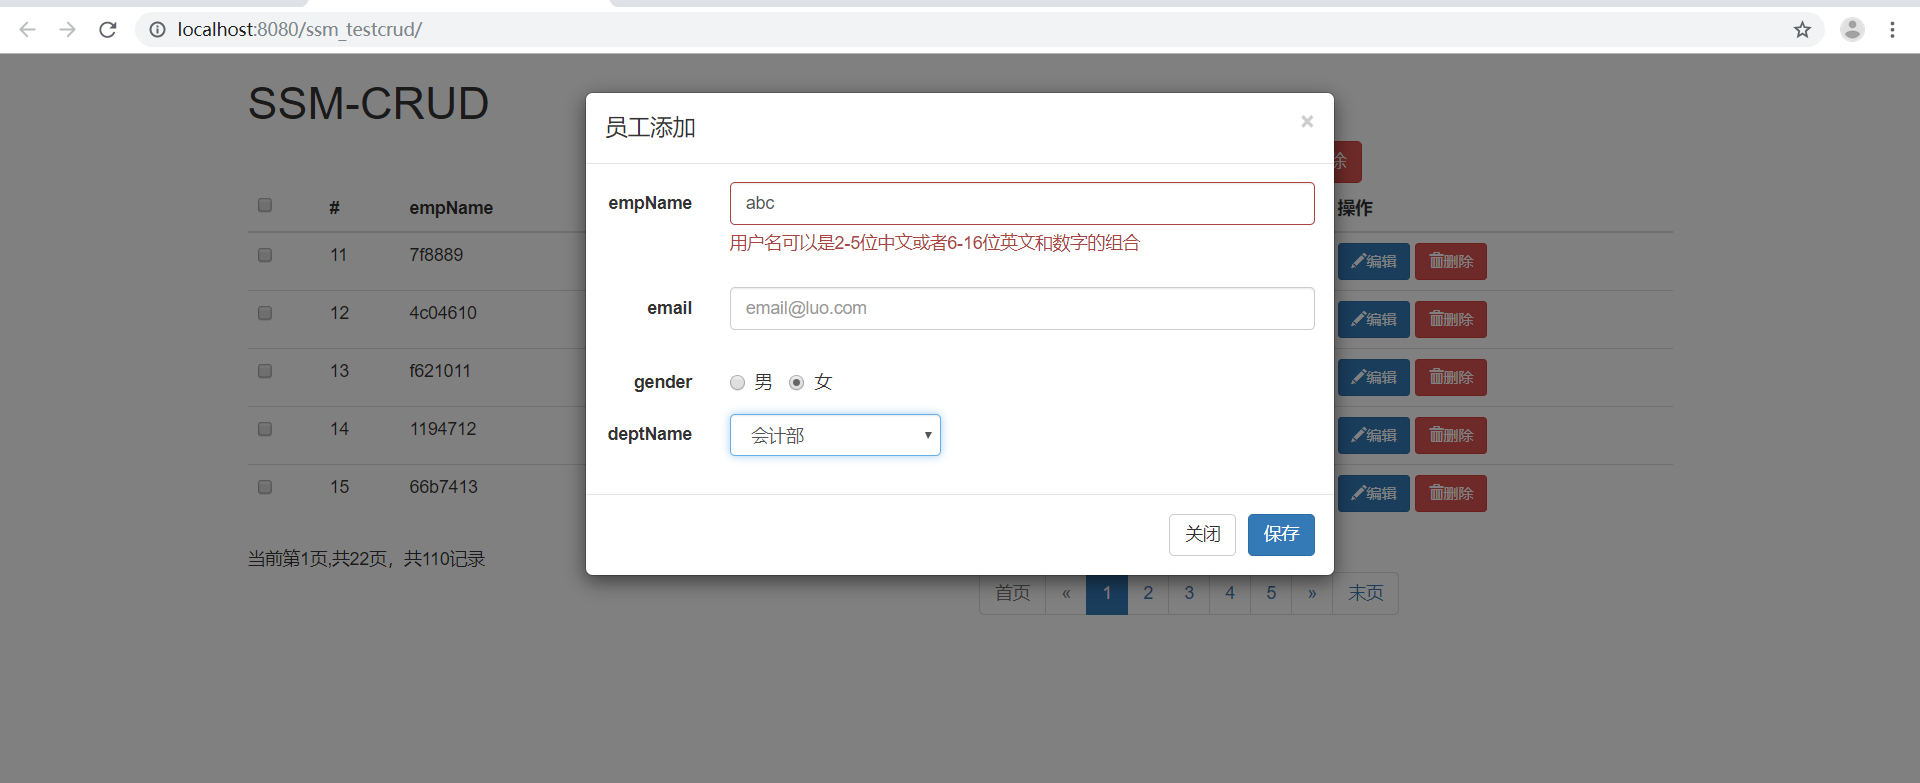 localhost:8080/ssm_testcrud/
SSM-CRUD
员工添加
×
除
# empName 操作
empName abc
用户名可以是2-5位中文或者6-16位英文和数字的组合
11 7f8889 编辑 删除
email email@luo.com
12 4c04610 编辑 删除
13 f621011 编辑 删除
gender 男 女
14 1194712 编辑 删除
deptName 会计部
15 66b7413 编辑 删除
关闭 保存
当前第1页,共22页，共110记录
首页 « 1 2 3 4 5 » 末页